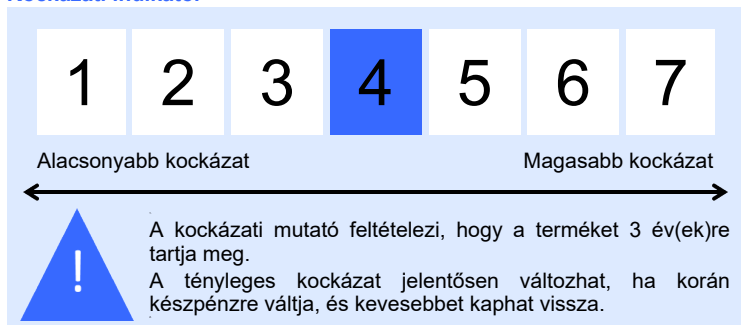 1 2 3 4 5 6 7
Alacsonyabb kockázat Magasabb kockázat
!
A kockázati mutató feltételezi, hogy a terméket 3 év(ek)re
tartja meg.
A tényleges kockázat jelentősen változhat, ha korán
készpénzre váltja, és kevesebbet kaphat vissza.